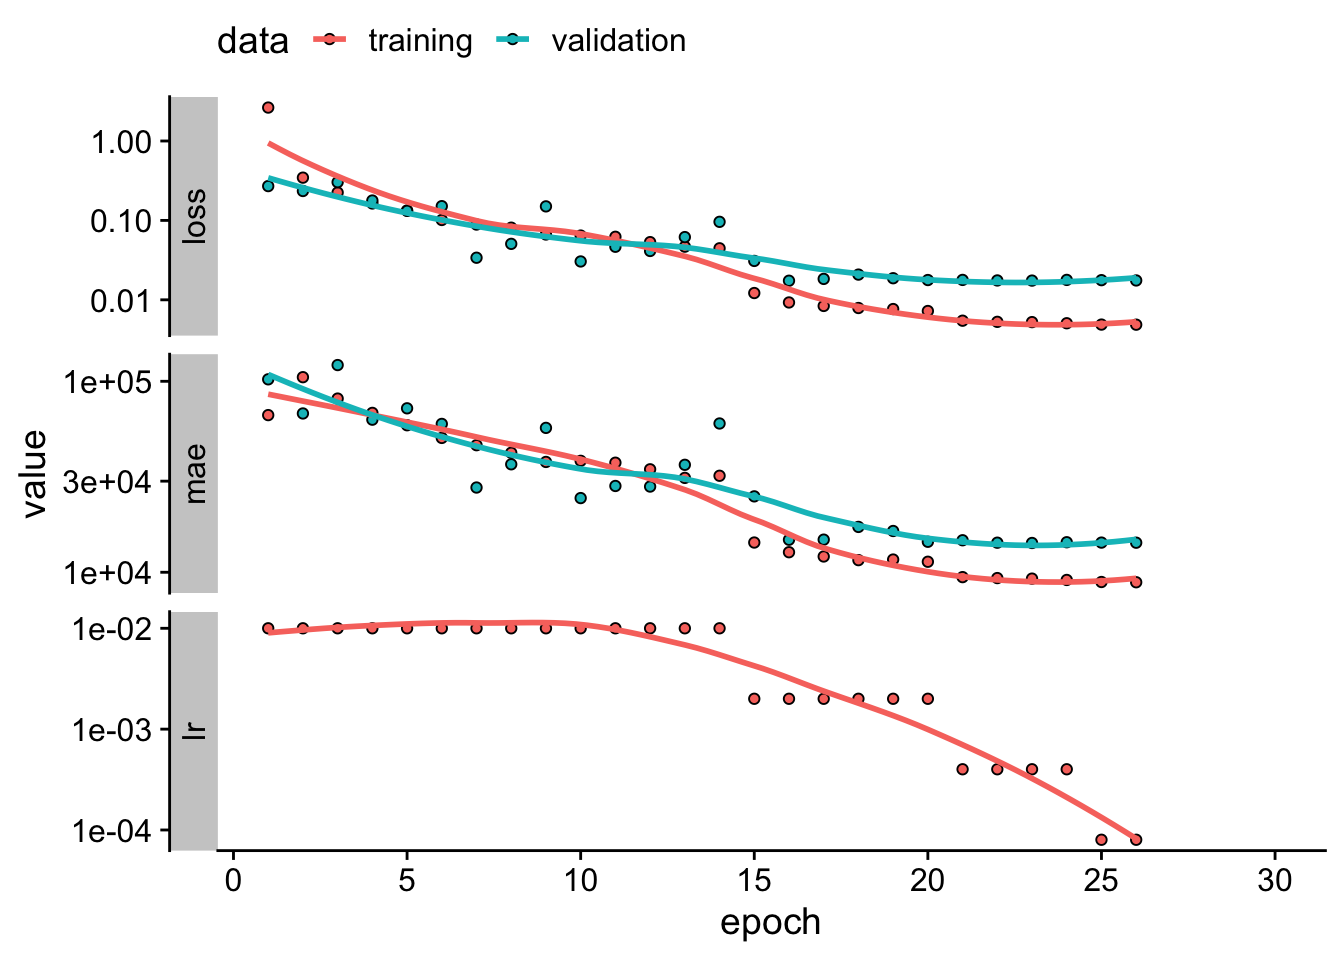 data training validation
loss
1.00
0.10
0.01
value
mae
1e+05
3e+04
1e+04
lr
1e-02
1e-03
1e-04
0 5 10 15 20 25 30
epoch